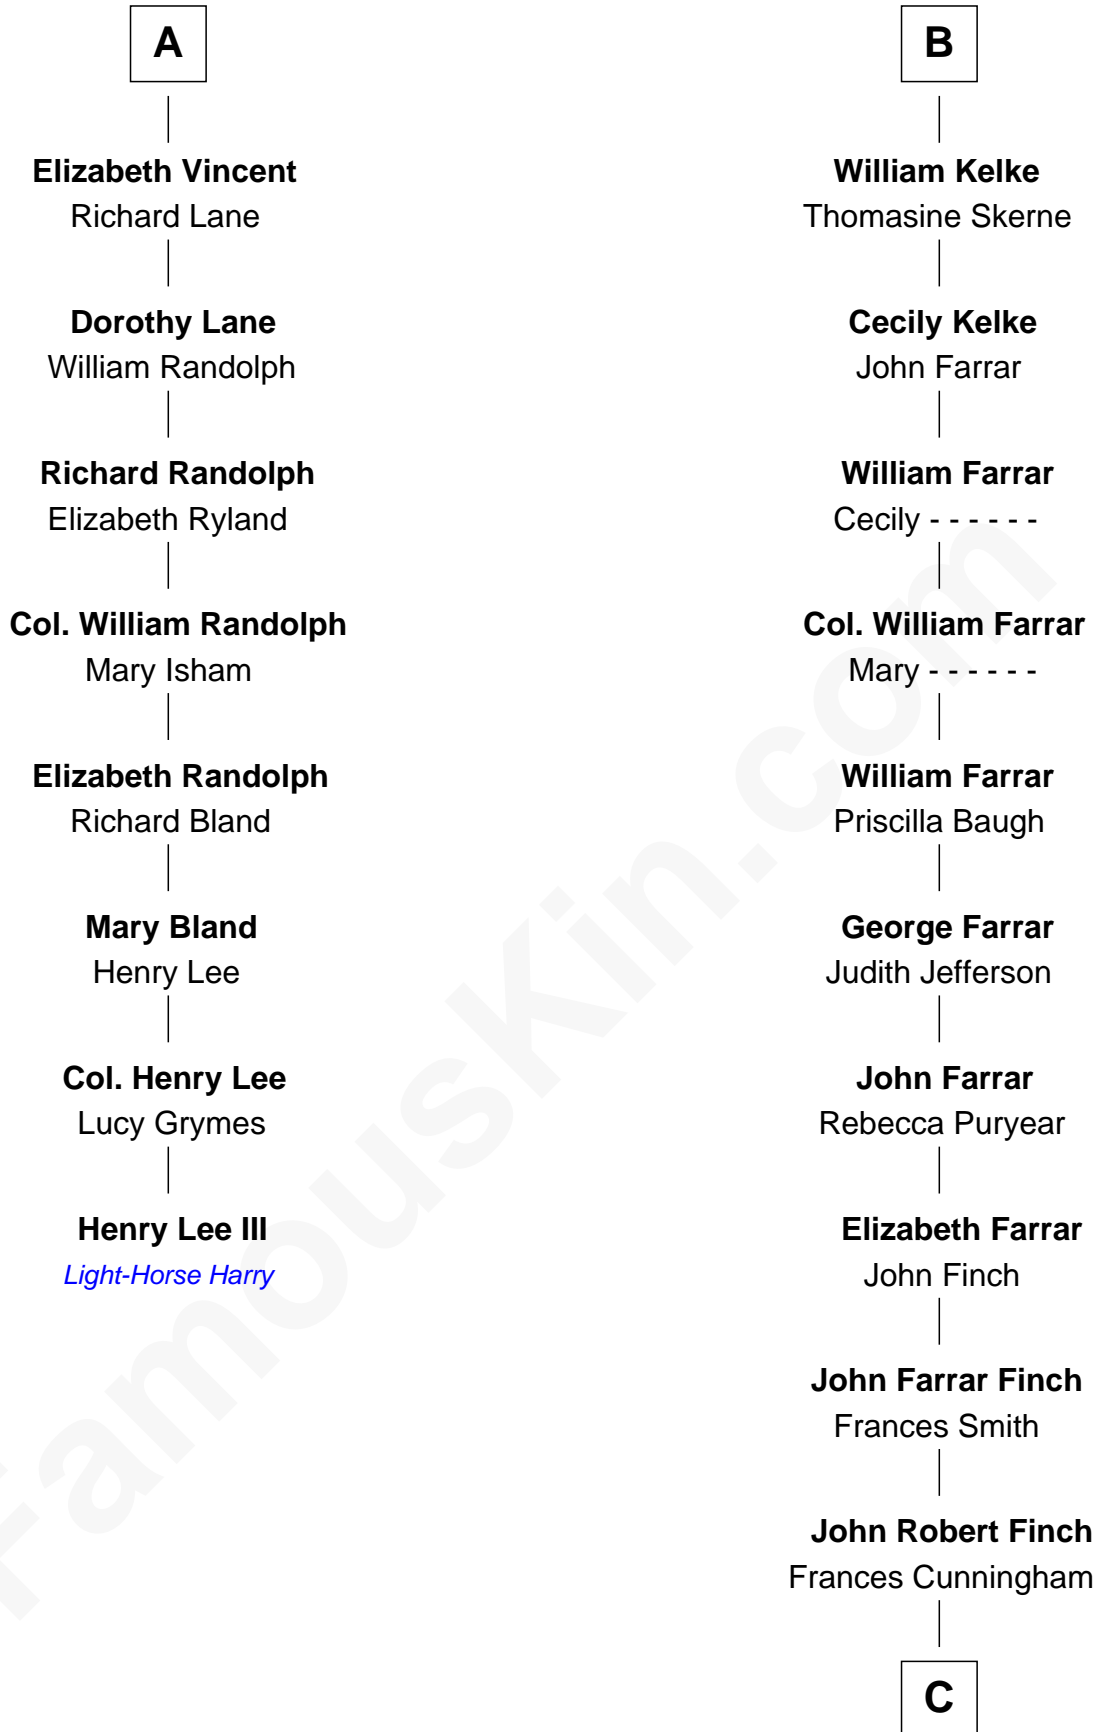 A
Elizabeth Vincent
Richard Lane
Dorothy Lane
William Randolph
Richard Randolph
Elizabeth Ryland
Col. William Randolph
Mary Isham
Elizabeth Randolph
Richard Bland
Mary Bland
Henry Lee
Col. Henry Lee
Lucy Grymes
Henry Lee III
Light-Horse Harry
B
William Kelke
Thomasine Skerne
Cecily Kelke
John Farrar
William Farrar
Cecily - - - - - -
Col. William Farrar
Mary - - - - - -
William Farrar
Priscilla Baugh
George Farrar
Judith Jefferson
John Farrar
Rebecca Puryear
Elizabeth Farrar
John Finch
John Farrar Finch
Frances Smith
John Robert Finch
Frances Cunningham
C
FamousKin.com